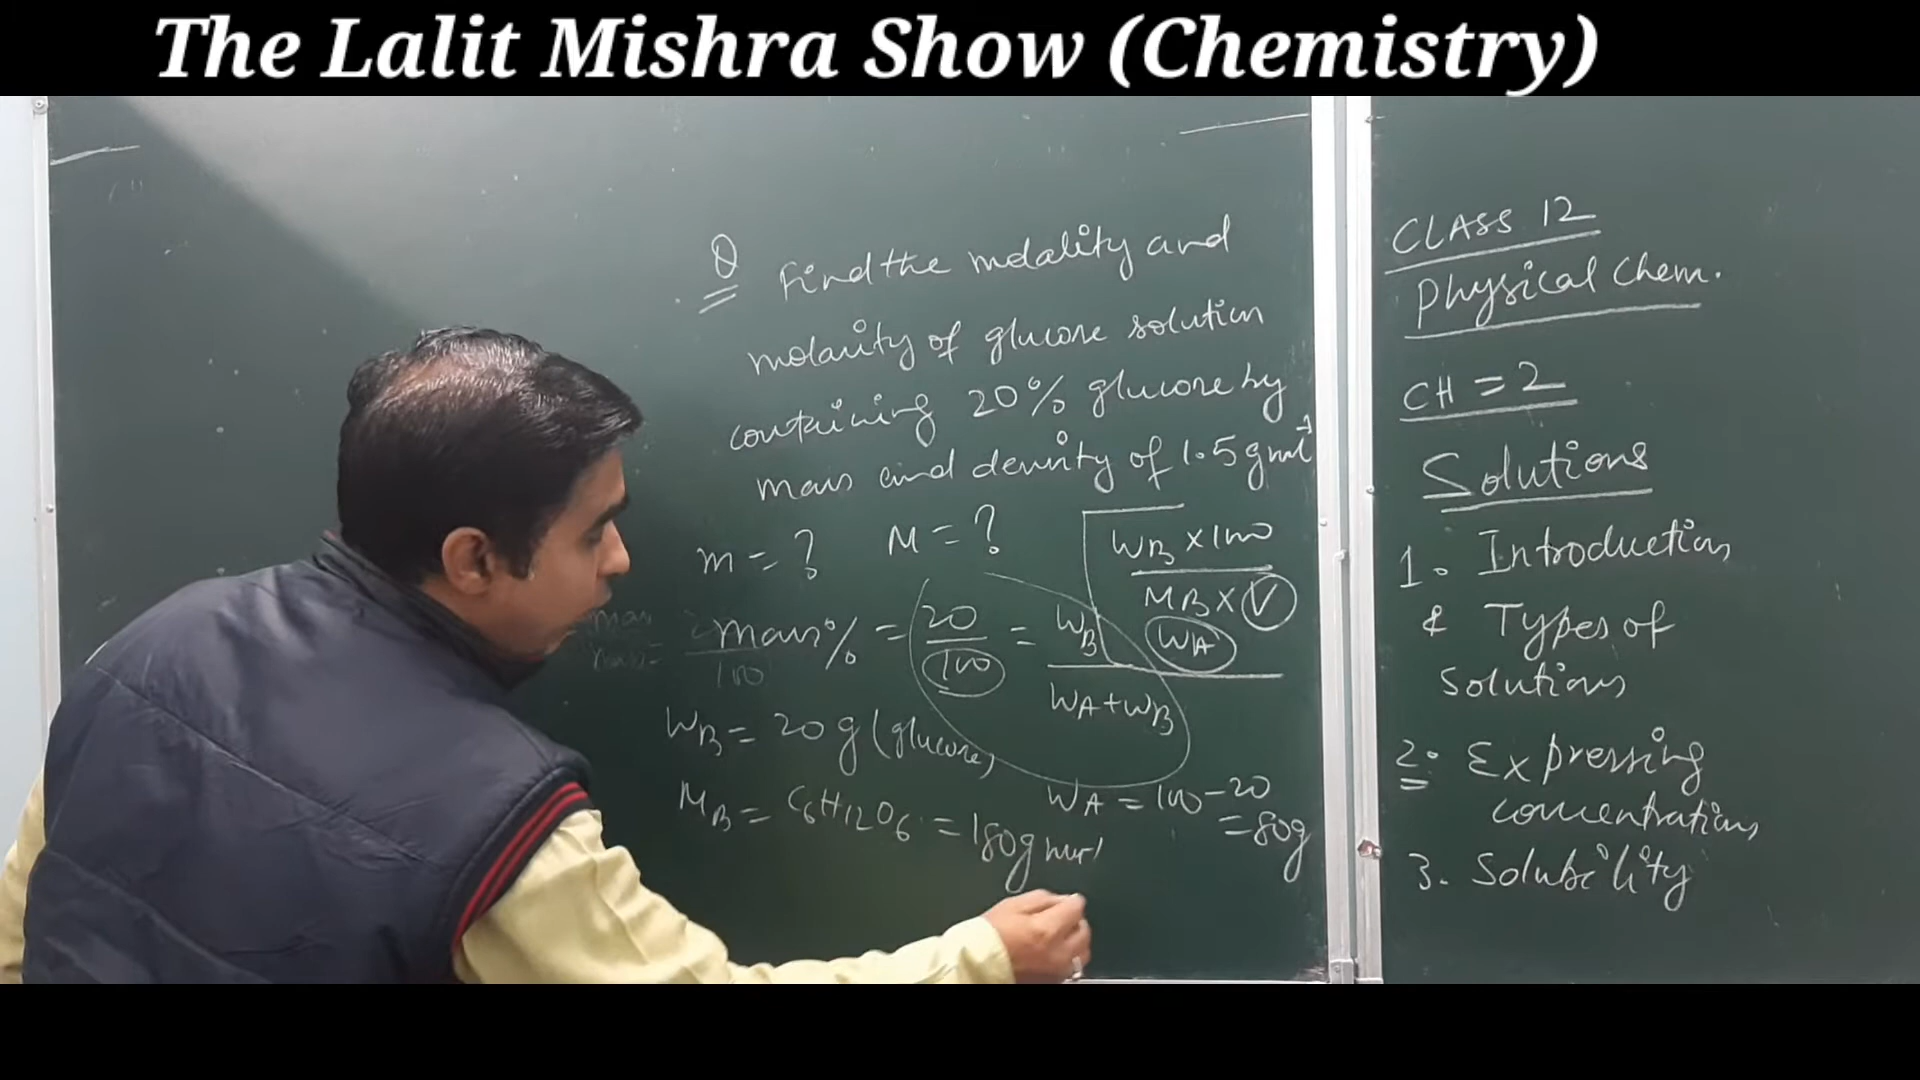 The Lalit Mishra Show (Chemistry)
Q Find the molality and
molarity of glucose solution
containing 20% glucose by
mass and density of 1.5 g ml⁻¹
m = ? M = ?
WB × 100
MB × V
WA
mass% = 20/100 = WB/WA+WB
100
WB = 20 g (glucose)
WA = 100 - 20
= 80g
MB = C6H12O6 = 180 g mol⁻¹
CLASS 12
Physical Chem.
CH = 2
Solutions
1. Introduction
& Types of
Solutions
2. Expressing
concentrations
3. Solubility